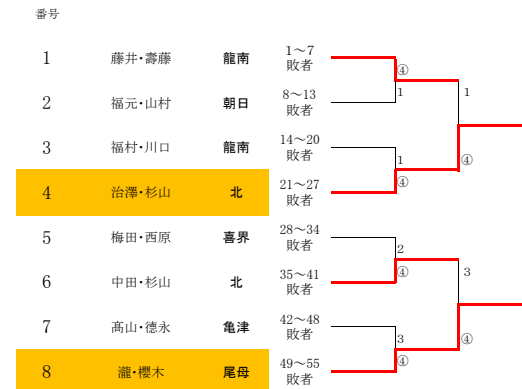 番号
1 藤井・壽藤 龍南 1〜7 敗者
2 福元・山村 朝日 8〜13 敗者
3 福村・川口 龍南 14〜20 敗者
4 治澤・杉山 北 21〜27 敗者
5 梅田・西原 喜界 28〜34 敗者
6 中田・杉山 北 35〜41 敗者
7 髙山・德永 亀津 42〜48 敗者
8 瀧・櫻木 尾母 49〜55 敗者
④
1
1
④
1
④
2
④
3
④
3
④